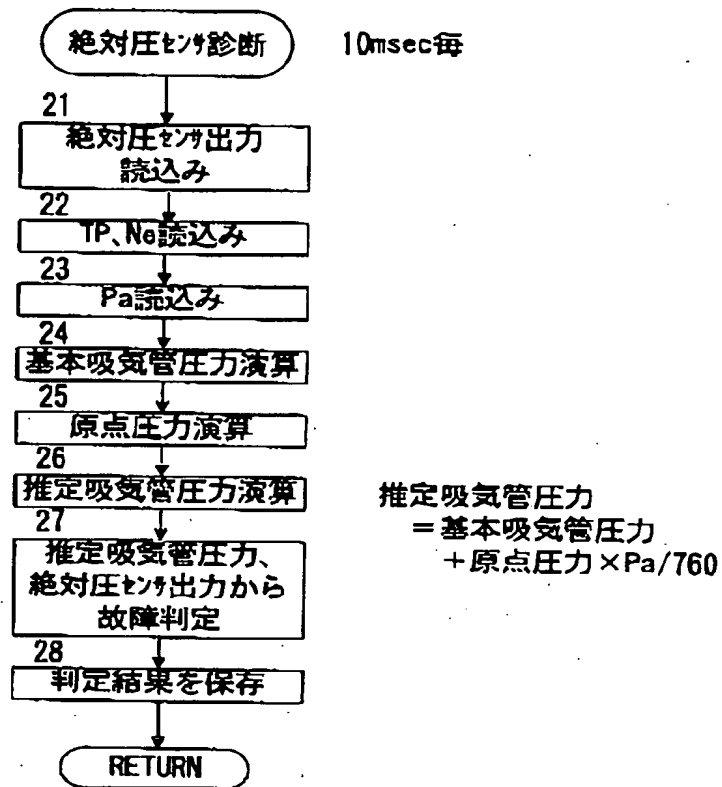 絶対圧ｾﾝｻ診断
10msec毎
21
絶対圧ｾﾝｻ出力
読込み
22
TP、Ne読込み
23
Pa読込み
24
基本吸気管圧力演算
25
原点圧力演算
26
推定吸気管圧力演算
推定吸気管圧力
=基本吸気管圧力
+原点圧力×Pa/760
27
推定吸気管圧力、
絶対圧ｾﾝｻ出力から
故障判定
28
判定結果を保存
RETURN